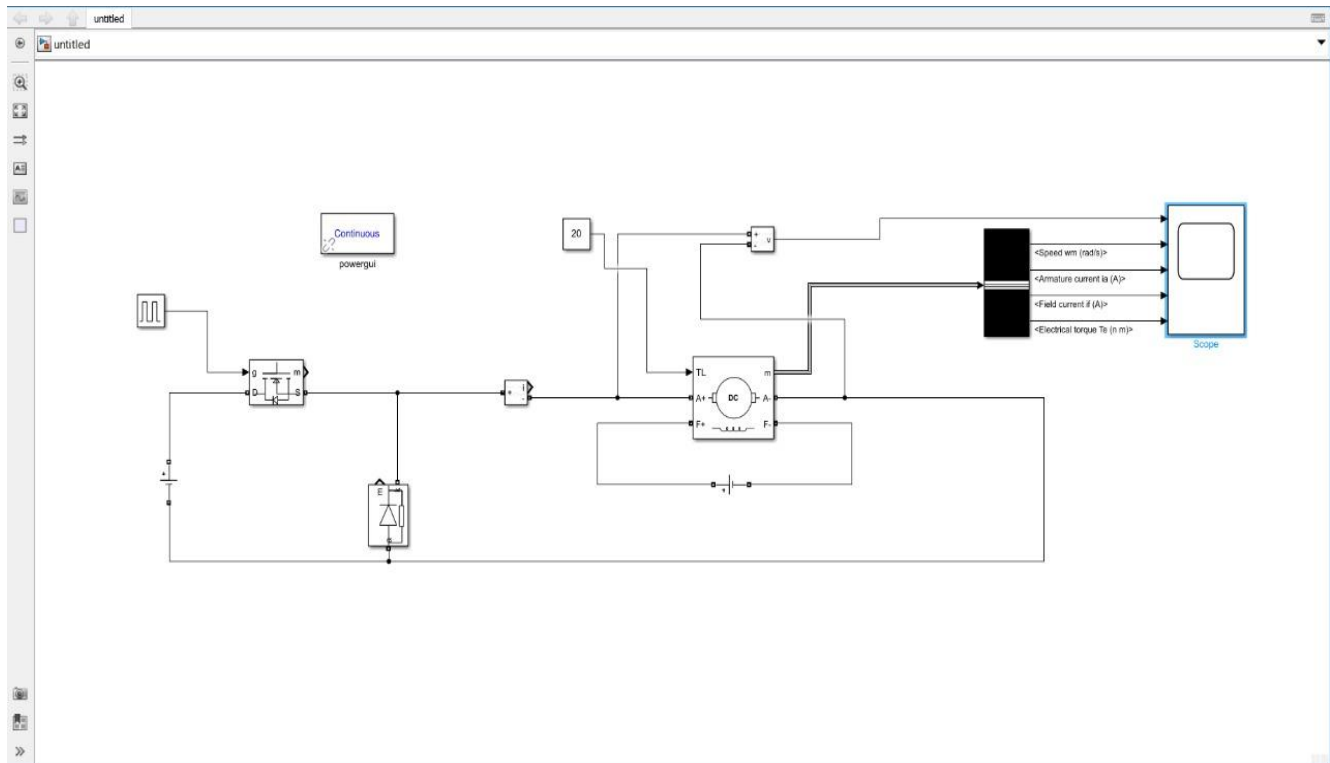 untitled
untitled
Continuous
powergui
20
+
-
v
<Speed wm (rad/s)>
<Armature current ia (A)>
<Field current if (A)>
<Electrical torque Te (n m)>
Scope
g m
D S
+ i
-
TL m
A+ DC A-
F+ F-
+
+